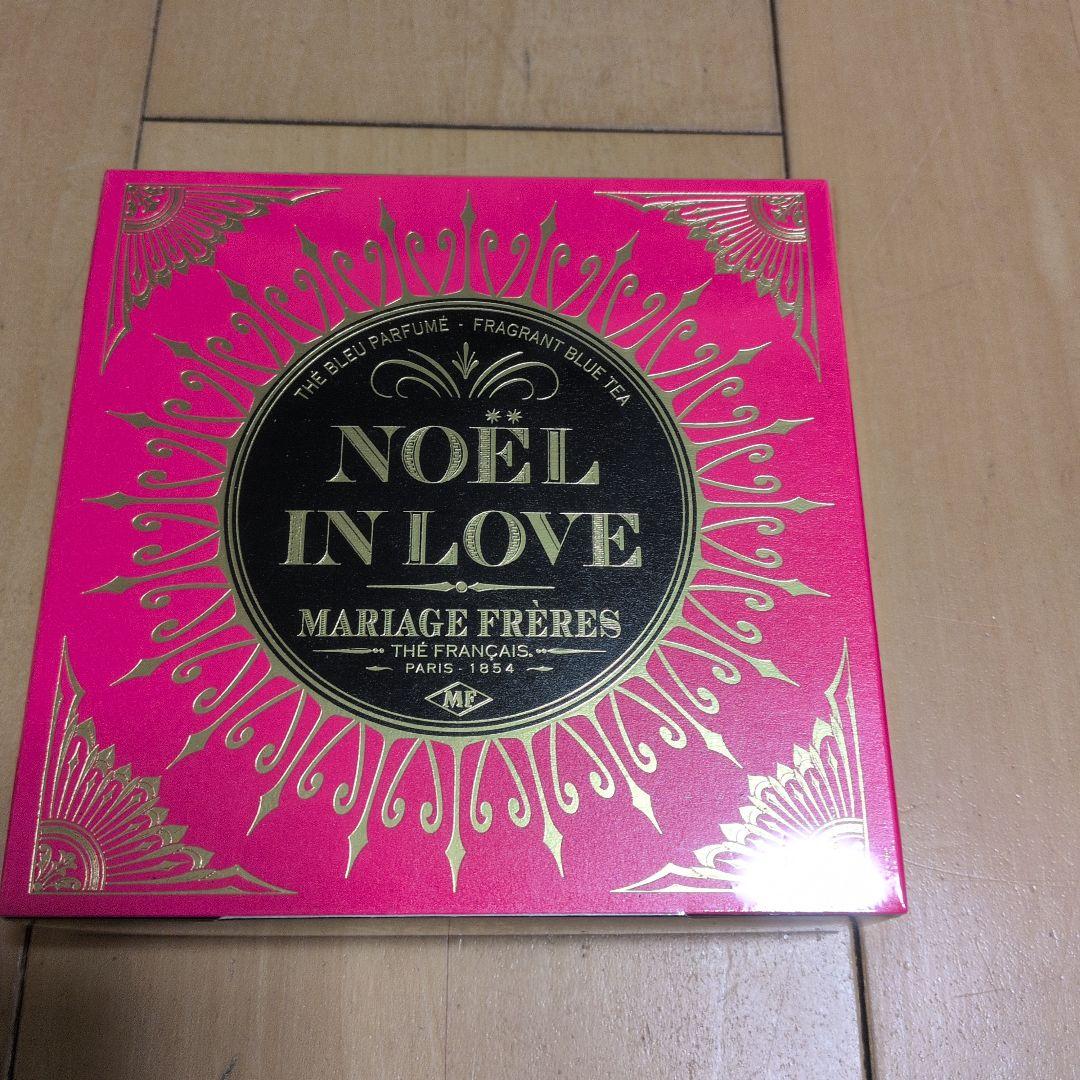 THÉ BLEU PARFUMÉ - FRAGRANT BLUE TEA
NOËL
IN LOVE
MARIAGE FRÈRES
THÉ FRANÇAIS
PARIS - 1854
MF